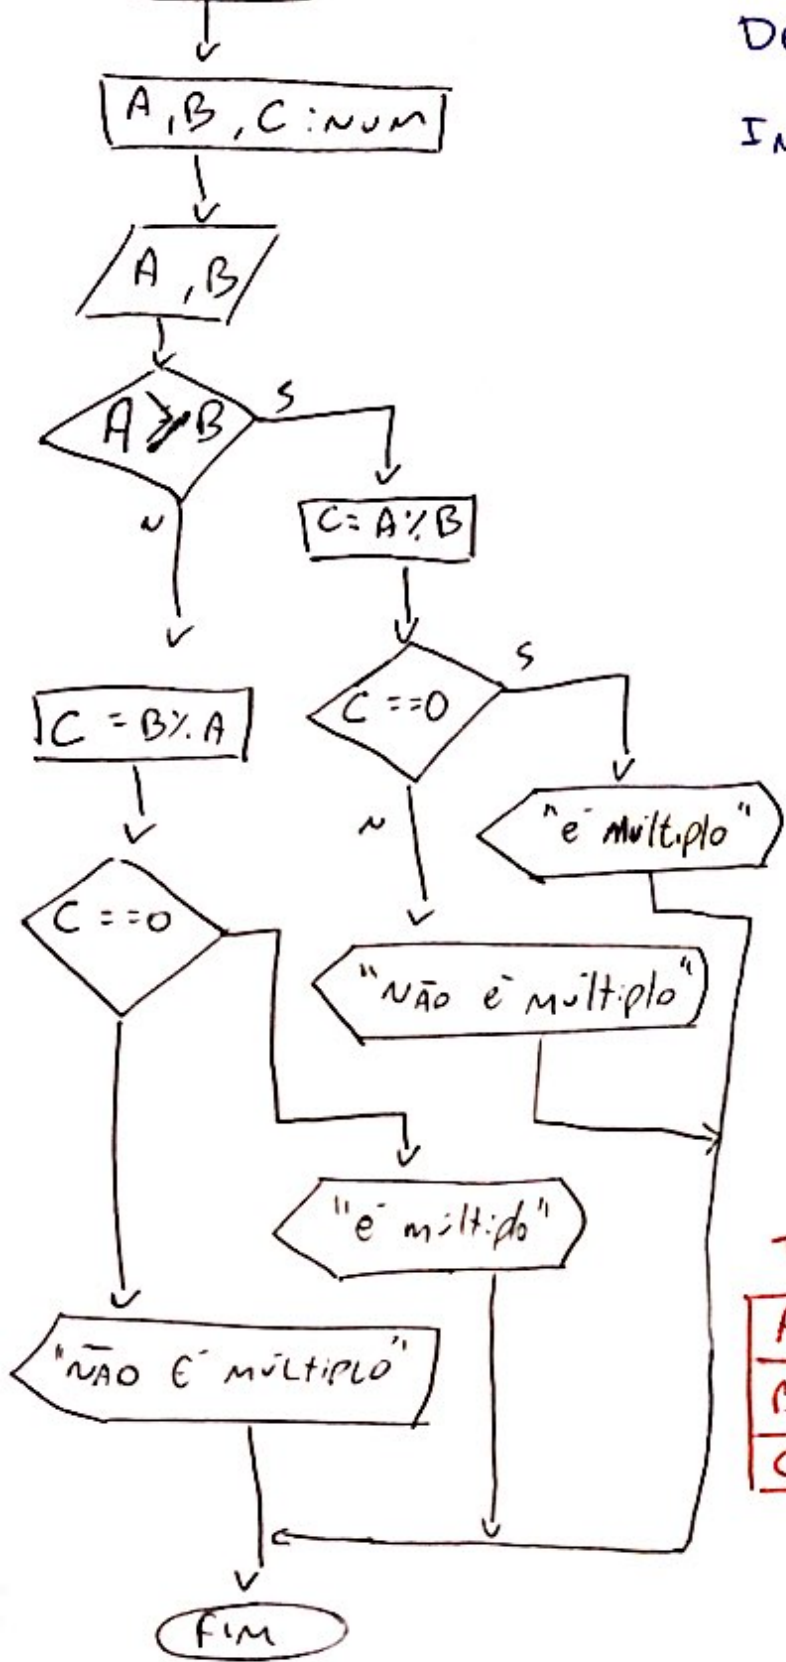 A, B, C : NUM
A, B
A ≥ B
S
N
C = A % B
C = B % A
C == 0
S
N
"é múltiplo"
C == 0
"NÃO é múltiplo"
"é múltiplo"
"NÃO É MÚLTIPLO"
FIM